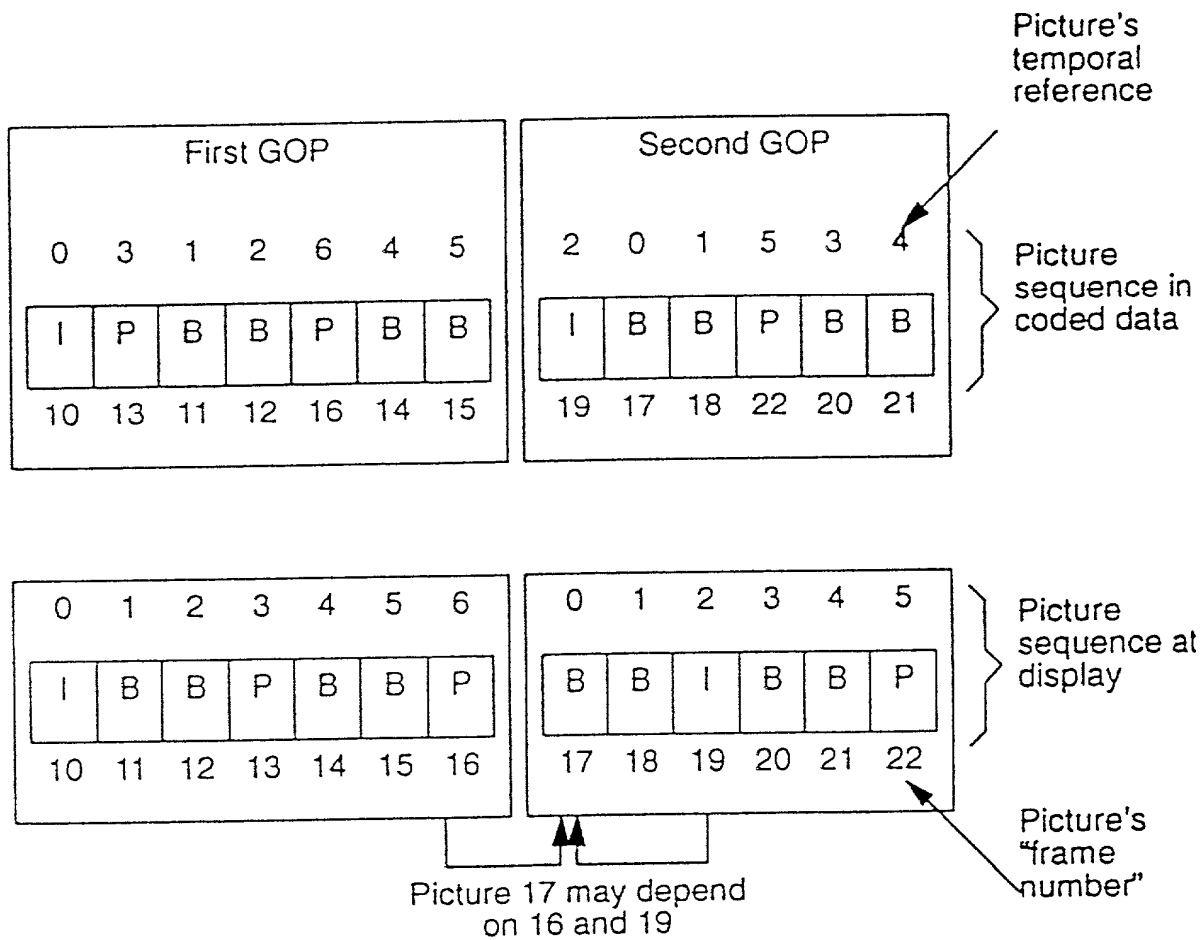 Picture's
temporal
reference
First GOP
Second GOP
0 3 1 2 6 4 5
2 0 1 5 3 4
I P B B P B B
I B B P B B
10 13 11 12 16 14 15
19 17 18 22 20 21
Picture
sequence in
coded data
0 1 2 3 4 5 6
0 1 2 3 4 5
I B B P B B P
B B I B B P
10 11 12 13 14 15 16
17 18 19 20 21 22
Picture
sequence at
display
Picture's
"frame
number"
Picture 17 may depend
on 16 and 19